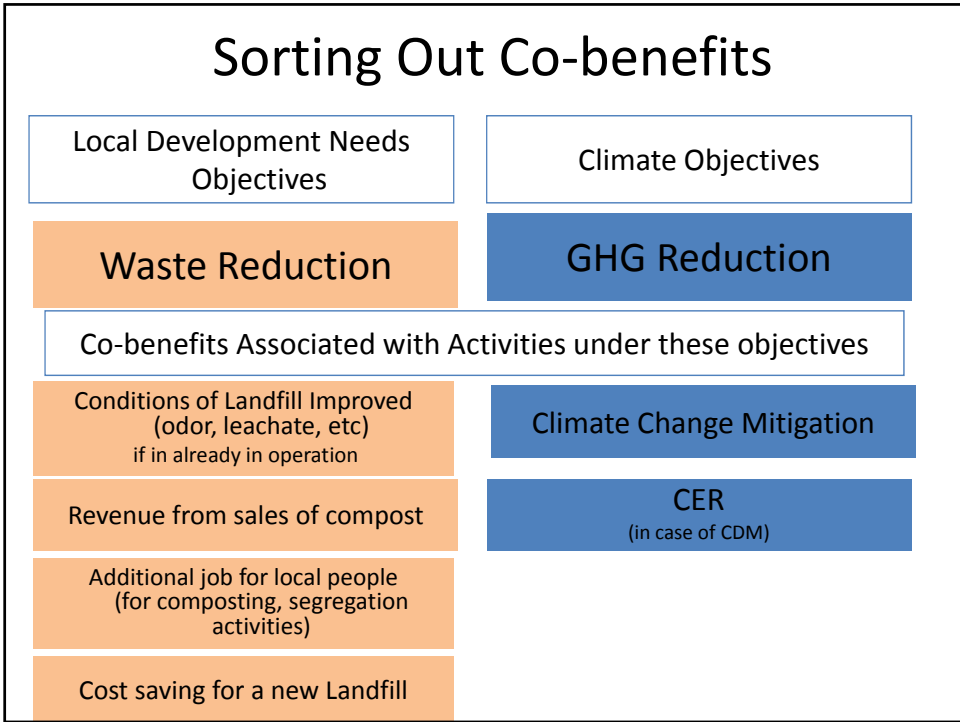 Sorting Out Co-benefits
Local Development Needs
Objectives
Climate Objectives
Waste Reduction
GHG Reduction
Co-benefits Associated with Activities under these objectives
Conditions of Landfill Improved
(odor, leachate, etc)
if in already in operation
Climate Change Mitigation
Revenue from sales of compost
CER
(in case of CDM)
Additional job for local people
(for composting, segregation
activities)
Cost saving for a new Landfill